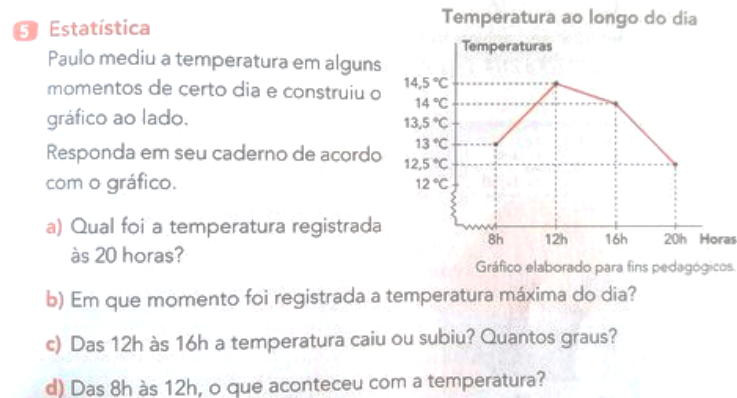 5 Estatística
Paulo mediu a temperatura em alguns
momentos de certo dia e construiu o
gráfico ao lado.
Responda em seu caderno de acordo
com o gráfico.
a) Qual foi a temperatura registrada
às 20 horas?
Temperatura ao longo do dia
Temperaturas
14,5 °C
14 °C
13,5 °C
13 °C
12,5 °C
12 °C
8h 12h 16h 20h Horas
Gráfico elaborado para fins pedagógicos.
b) Em que momento foi registrada a temperatura máxima do dia?
c) Das 12h às 16h a temperatura caiu ou subiu? Quantos graus?
d) Das 8h às 12h, o que aconteceu com a temperatura?